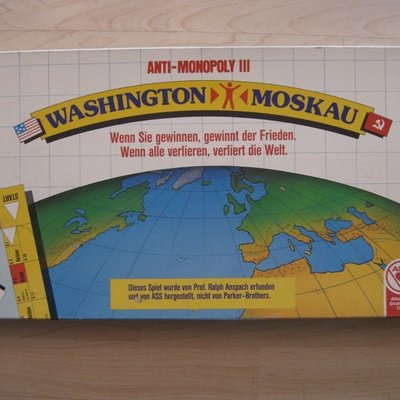 ANTI-MONOPOLY III
WASHINGTON MOSKAU
Wenn Sie gewinnen, gewinnt der Frieden.
Wenn alle verlieren, verliert die Welt.
START
Dieses Spiel wurde von Prof. Ralph Anspach erfunden
und von ASS hergestellt, nicht von Parker-Brothers.